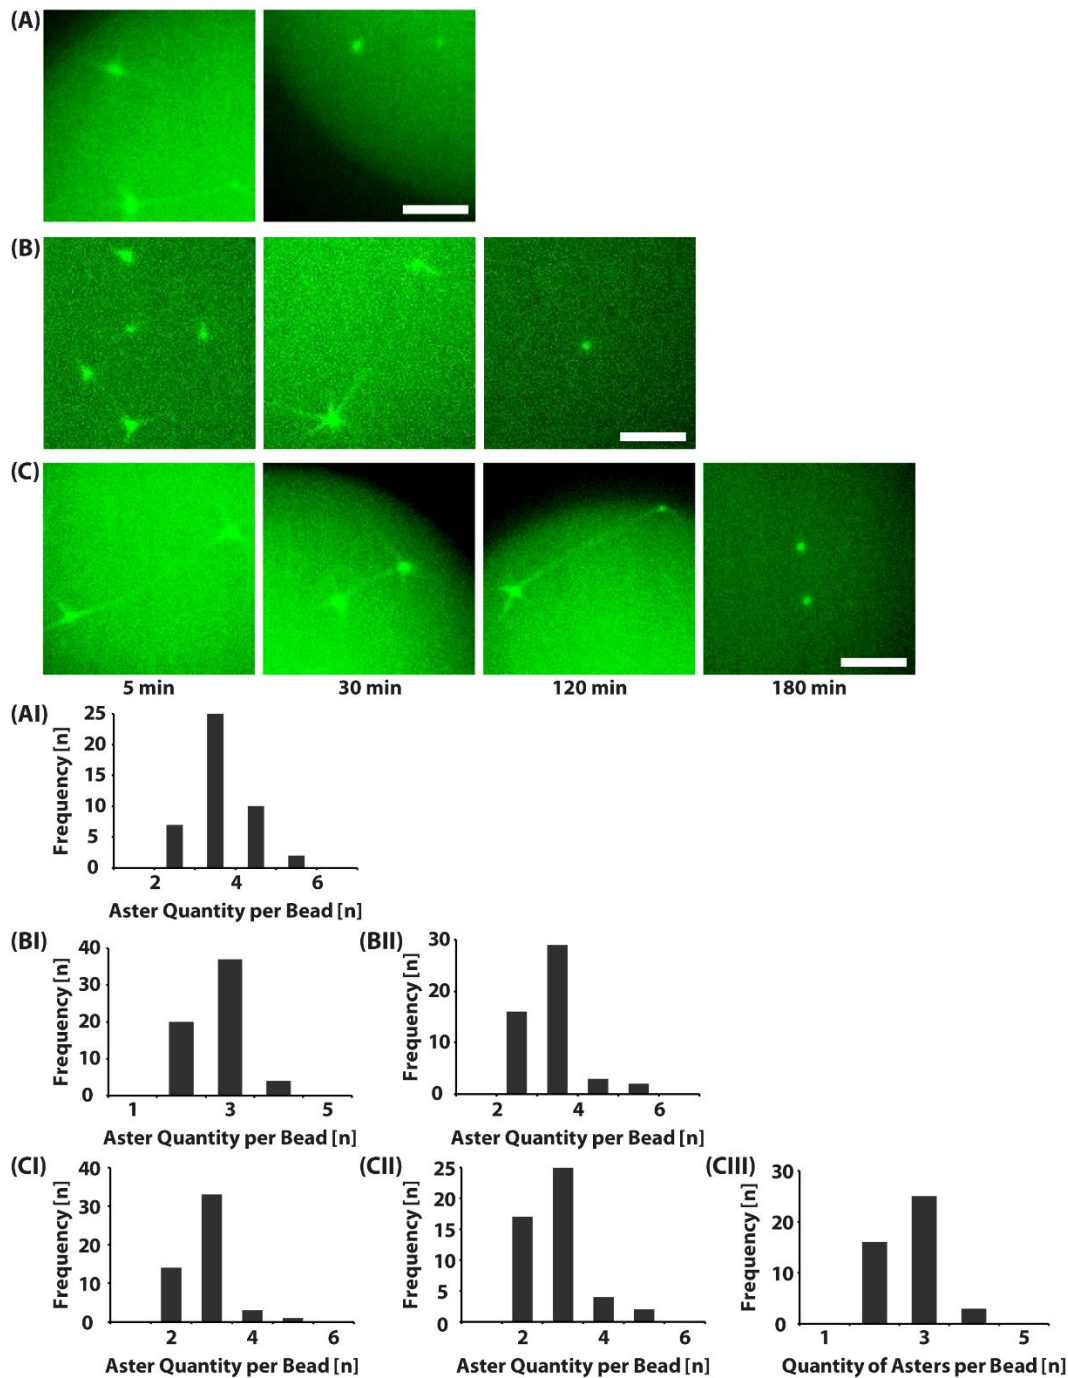 (A)
(B)
(C)
5 min
30 min
120 min
180 min
(AI)
Frequency [n]
25
20
15
10
5
0
2 4 6
Aster Quantity per Bead [n]
(BI)
Frequency [n]
40
30
20
10
0
1 3 5
Aster Quantity per Bead [n]
(BII)
Frequency [n]
30
20
10
0
2 4 6
Aster Quantity per Bead [n]
(CI)
Frequency [n]
40
30
20
10
0
2 4 6
Aster Quantity per Bead [n]
(CII)
Frequency [n]
25
20
15
10
5
0
2 4 6
Aster Quantity per Bead [n]
(CIII)
Frequency [n]
30
20
10
0
1 3 5
Quantity of Asters per Bead [n]